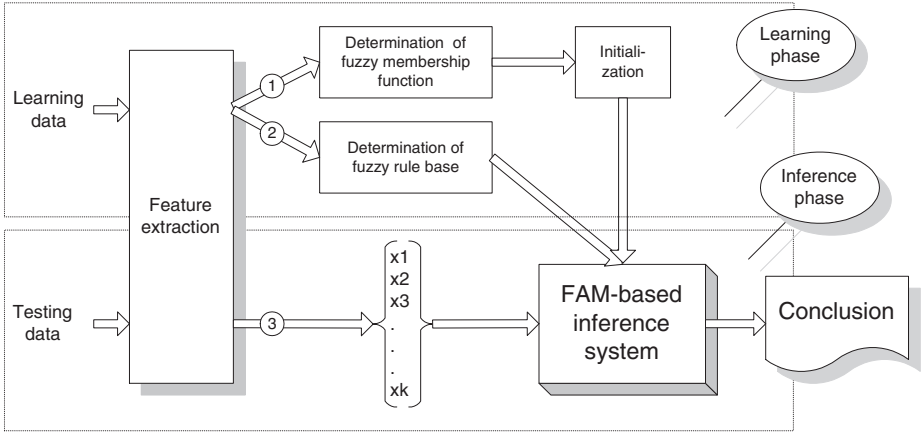 Learning
data
Feature
extraction
1
2
Determination of
fuzzy membership
function
Initiali-
zation
Determination of
fuzzy rule base
Learning
phase
Inference
phase
Testing
data
3
x1
x2
x3
.
.
.
xk
FAM-based
inference
system
Conclusion